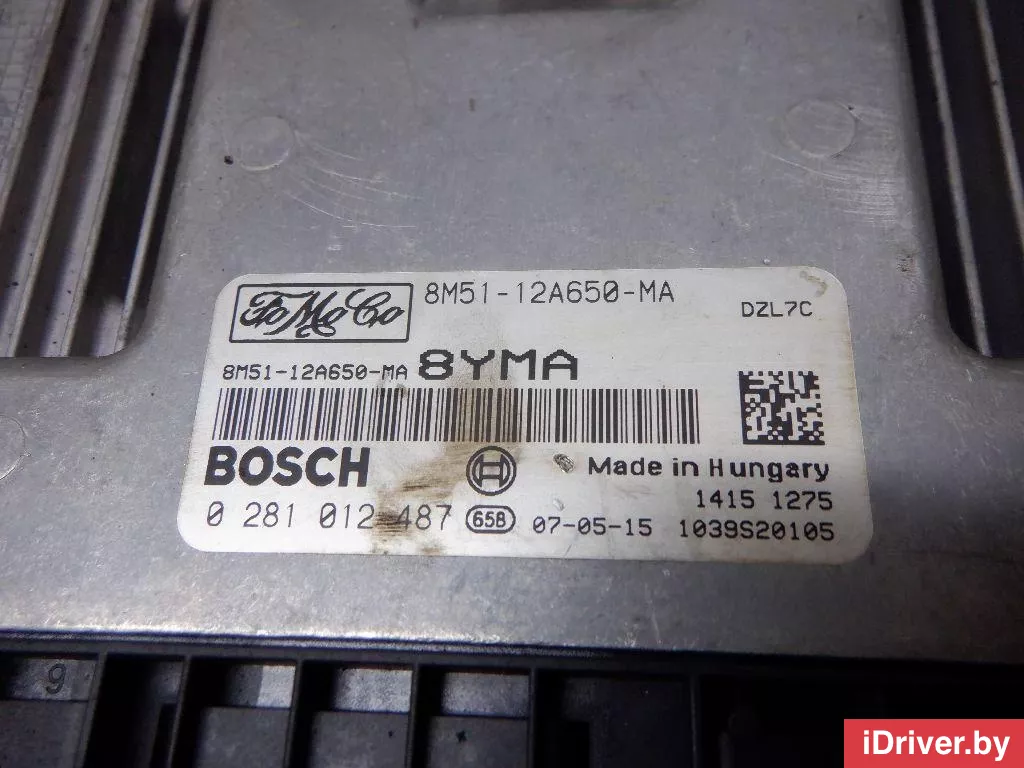 FoMoCo 8M51-12A650-MA
DZL7C
8M51-12A650-MA 8YMA
BOSCH Made in Hungary
1415 1275
0 281 012 487 65B 07-05-15 1039S20105
9
iDriver.by